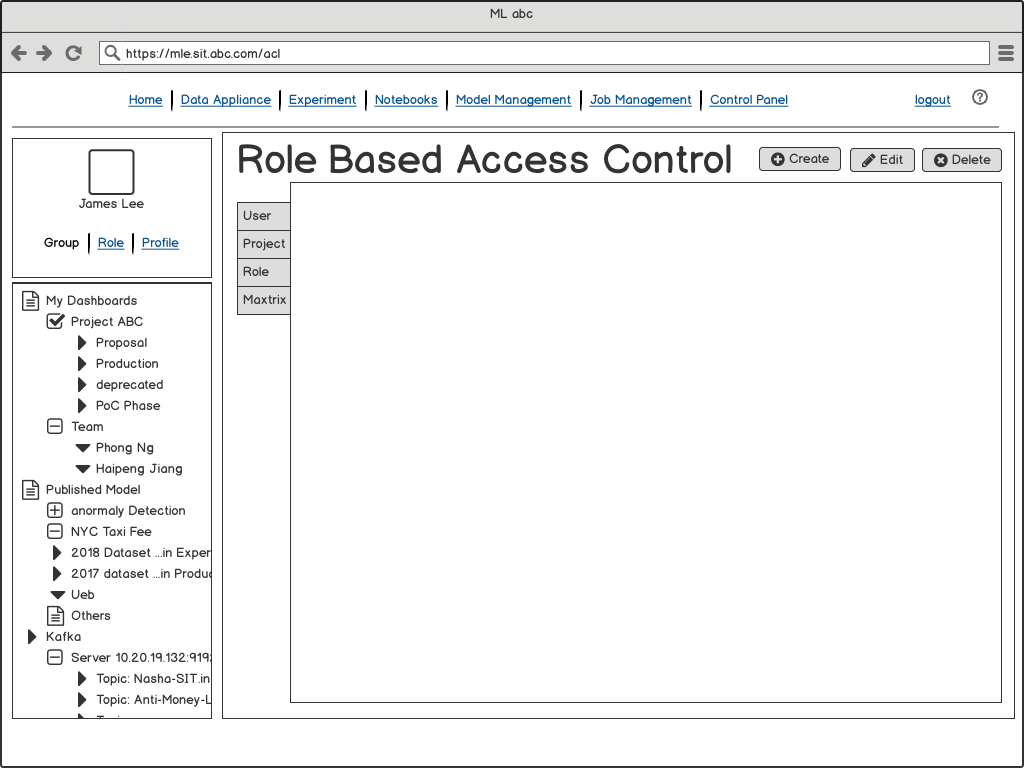 ML abc
https://mle.sit.abc.com/acl
Home Data Appliance Experiment Notebooks Model Management Job Management Control Panel logout ?
James Lee
Group Role Profile
My Dashboards
Project ABC
Proposal
Production
deprecated
PoC Phase
Team
Phong Ng
Haipeng Jiang
Published Model
anormaly Detection
NYC Taxi Fee
2018 Dataset ...in Exper
2017 dataset ...in Produc
Ueb
Others
Kafka
Server 10.20.19.132:919
Topic: Nasha-SIT.in
Topic: Anti-Money-L
Role Based Access Control
Create Edit Delete
User
Project
Role
Maxtrix